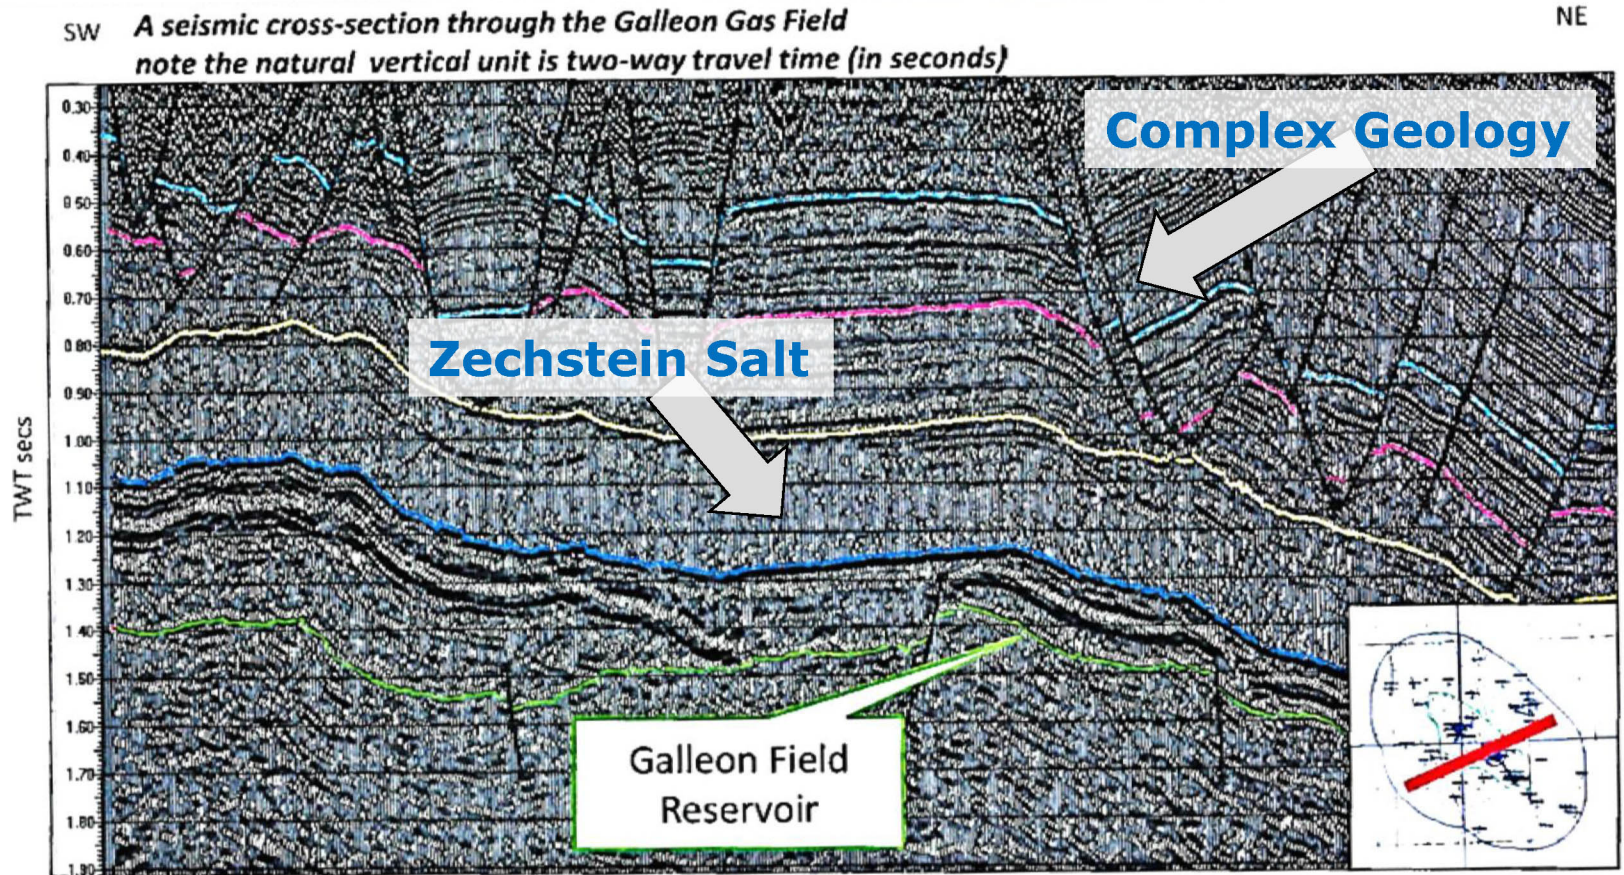 SW
A seismic cross-section through the Galleon Gas Field
note the natural vertical unit is two-way travel time (in seconds)
NE
Complex Geology
Zechstein Salt
Galleon Field
Reservoir
TWT secs
0.30
0.40
0.50
0.60
0.70
0.80
0.90
1.00
1.10
1.20
1.30
1.40
1.50
1.60
1.70
1.80
1.90